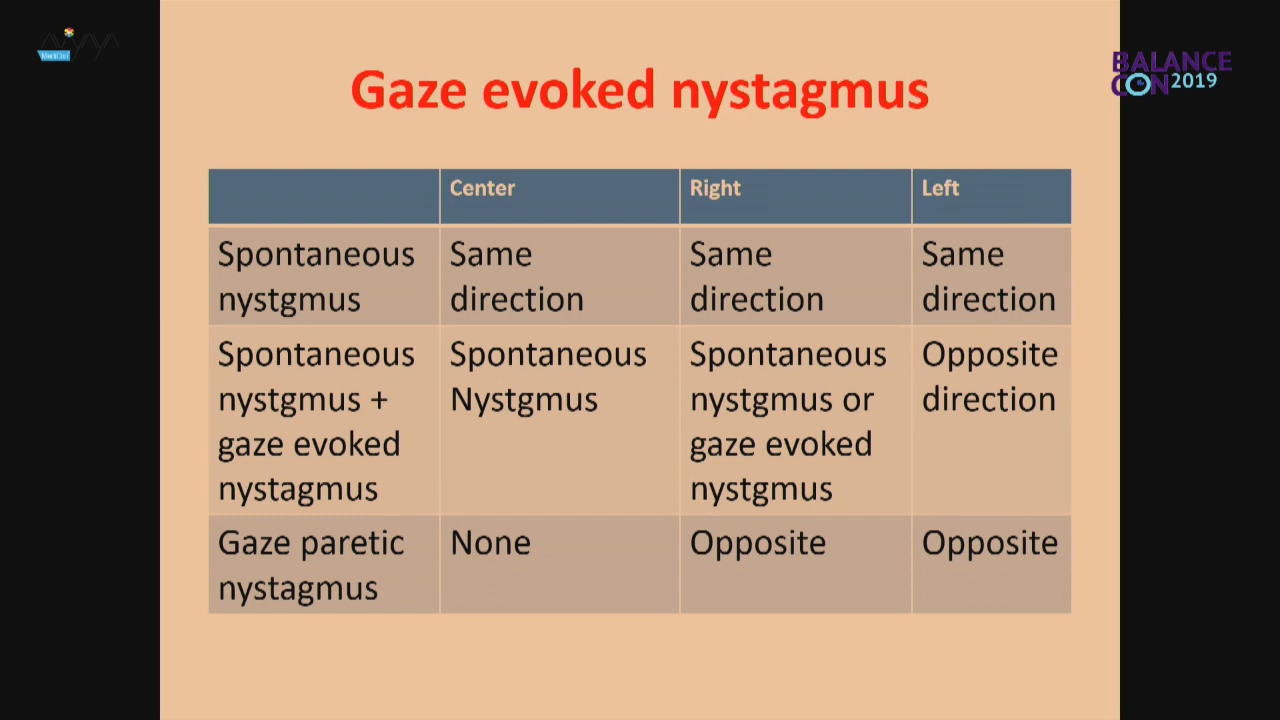 MediCon
BALANCE
CON 2019
Gaze evoked nystagmus
Center Right Left
Spontaneous Same Same Same
nystgmus direction direction direction
Spontaneous Spontaneous Spontaneous Opposite
nystgmus + Nystgmus nystgmus or direction
gaze evoked gaze evoked
nystagmus nystgmus
Gaze paretic None Opposite Opposite
nystagmus